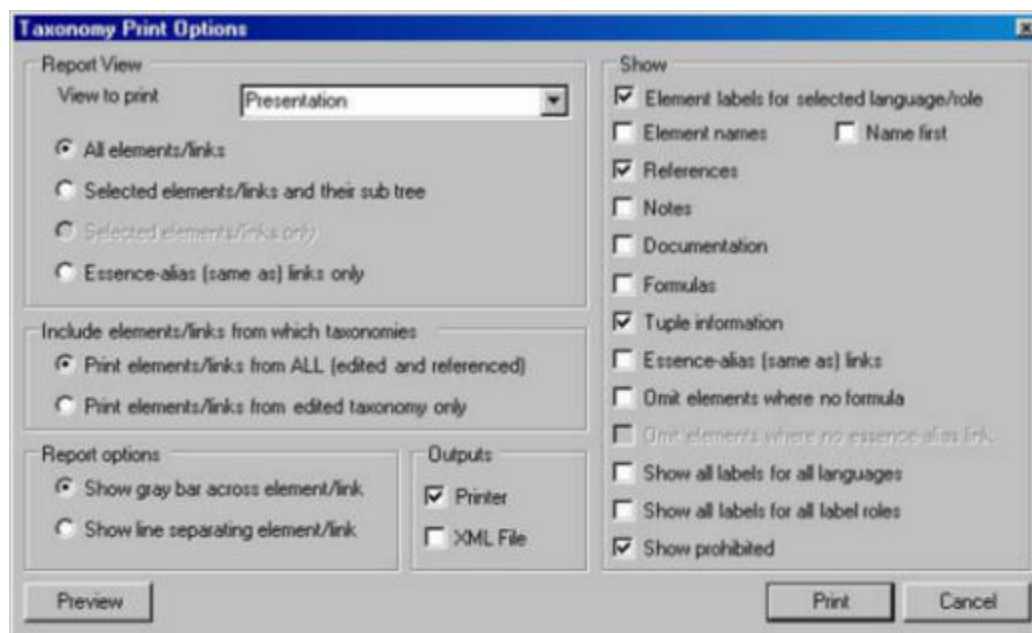 Taxonomy Print Options
Report View
View to print Presentation
All elements/links
Selected elements/links and their sub tree
Selected elements/links only
Essence-alias (same as) links only
Include elements/links from which taxonomies
Print elements/links from ALL (edited and referenced)
Print elements/links from edited taxonomy only
Report options
Show gray bar across element/link
Show line separating element/link
Outputs
Printer
XML File
Show
Element labels for selected language/role
Element names Name first
References
Notes
Documentation
Formulas
Tuple information
Essence-alias (same as) links
Omit elements where no formula
Omit elements where no essence-alias link
Show all labels for all languages
Show all labels for all label roles
Show prohibited
Preview Print Cancel